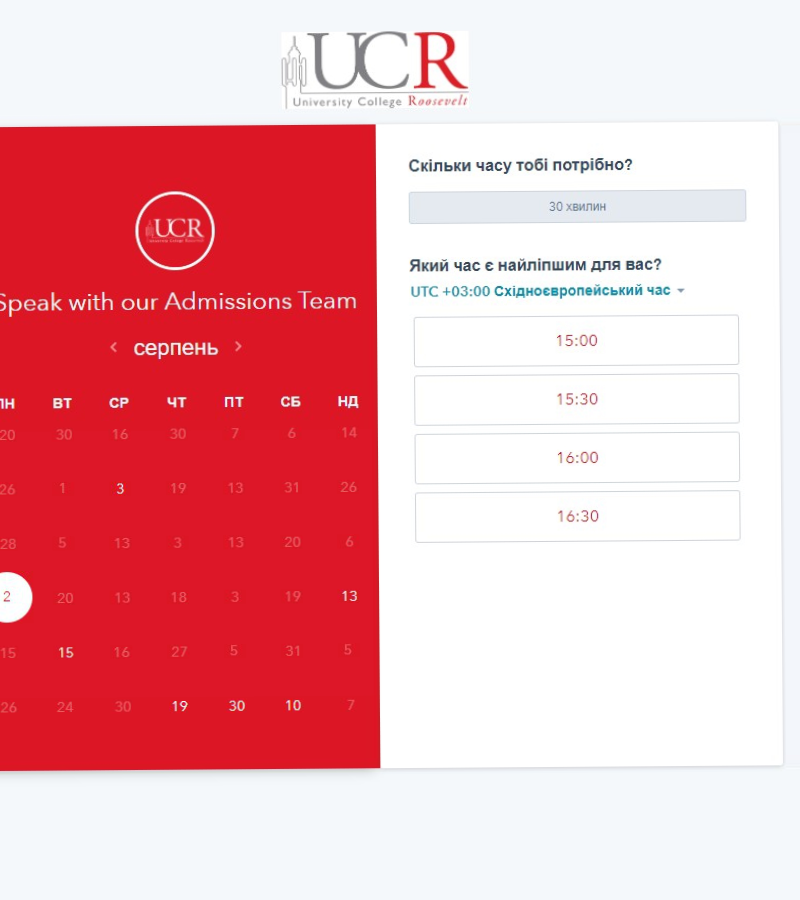 UCR
University College Roosevelt
UCR
Speak with our Admissions Team
серпень
ПН ВТ СР ЧТ ПТ СБ НД
20 30 16 30 7 6 14
26 1 3 19 13 31 26
28 5 13 3 13 20 6
2 20 13 18 3 19 13
15 15 16 27 5 31 5
26 24 30 19 30 10 7
Скільки часу тобі потрібно?
30 хвилин
Який час є найліпшим для вас?
UTC +03:00 Східноєвропейський час
15:00
15:30
16:00
16:30